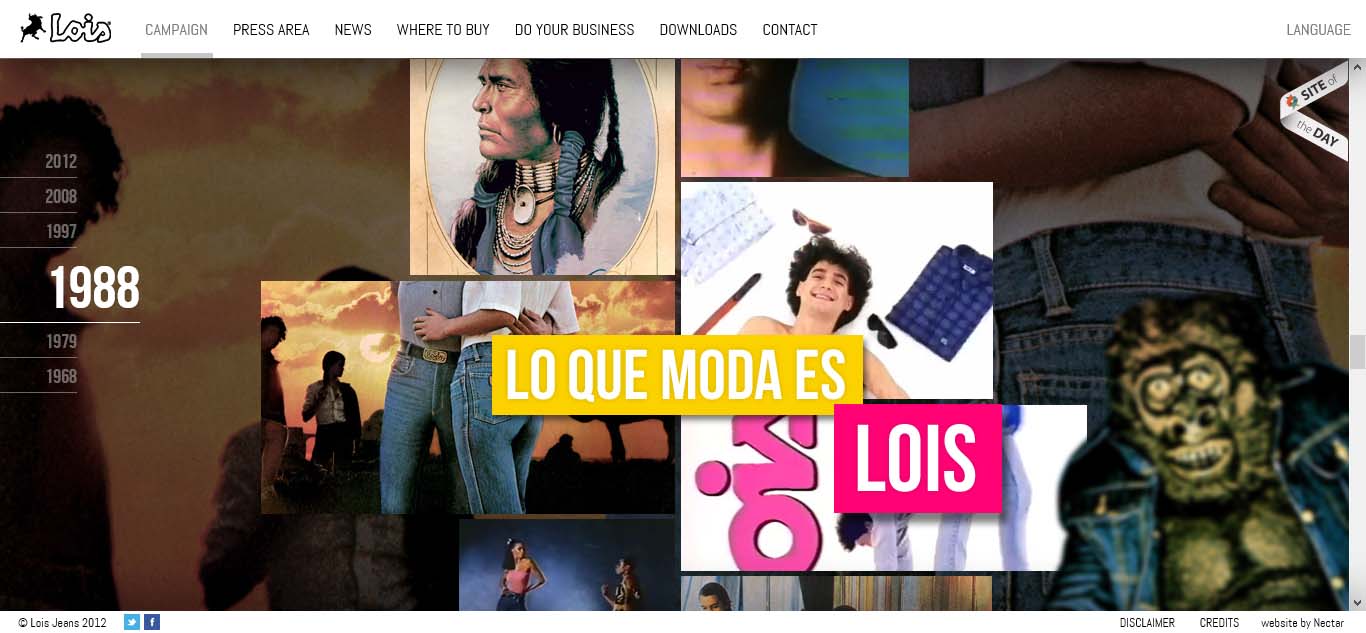 Lois
CAMPAIGN
PRESS AREA
NEWS
WHERE TO BUY
DO YOUR BUSINESS
DOWNLOADS
CONTACT
LANGUAGE
SITE of
the DAY
2012
2008
1997
1988
1979
1968
LO QUE MODA ES
LOIS
© Lois Jeans 2012
DISCLAIMER
CREDITS
website by Nectar